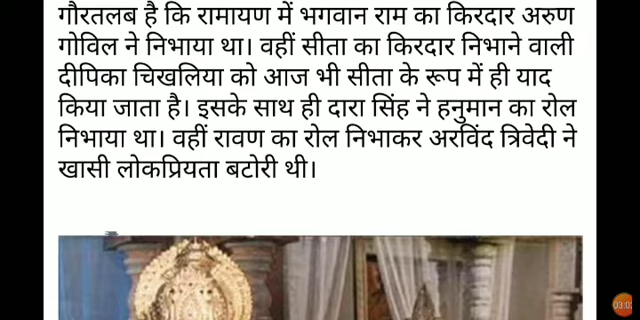 गौरतलब है कि रामायण में भगवान राम का किरदार अरुण
गोविल ने निभाया था। वहीं सीता का किरदार निभाने वाली
दीपिका चिखलिया को आज भी सीता के रूप में ही याद
किया जाता है। इसके साथ ही दारा सिंह ने हनुमान का रोल
निभाया था। वहीं रावण का रोल निभाकर अरविंद त्रिवेदी ने
खासी लोकप्रियता बटोरी थी।